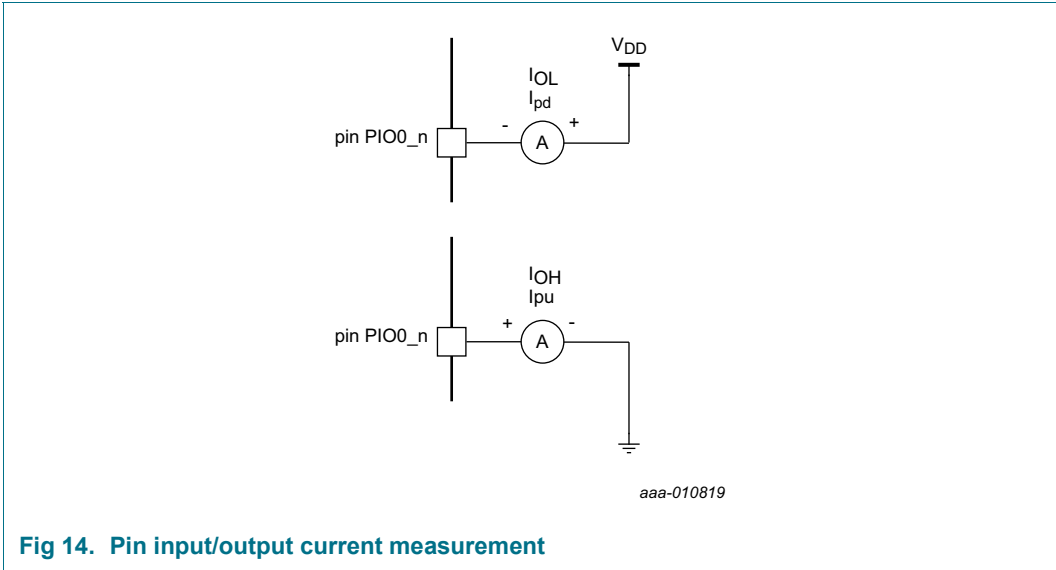 VDD
IOL
Ipd
- +
pin PIO0_n
A
IOH
Ipu
+ -
pin PIO0_n
A
aaa-010819
Fig 14. Pin input/output current measurement